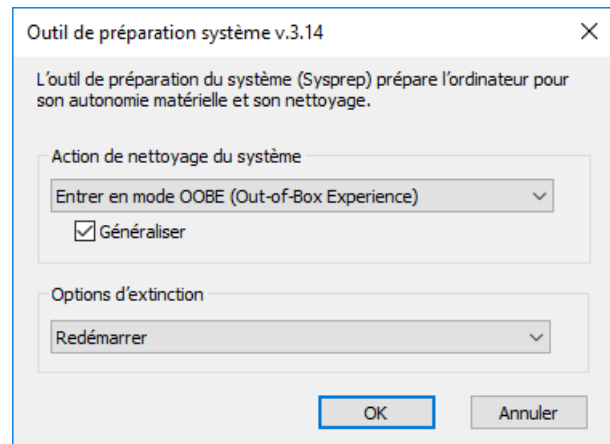 Outil de préparation système v.3.14
L’outil de préparation du système (Sysprep) prépare l’ordinateur pour
son autonomie matérielle et son nettoyage.
Action de nettoyage du système
Entrer en mode OOBE (Out-of-Box Experience)
Généraliser
Options d’extinction
Redémarrer
OK Annuler